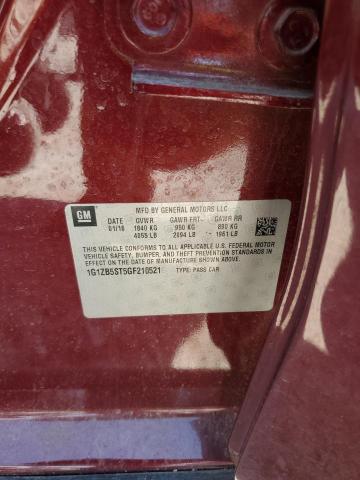 GM
MFD BY GENERAL MOTORS LLC
DATE GVWR GAWR FRT GAWR RR
01/16 1840 KG 950 KG 890 KG
4055 LB 2094 LB 1961 LB
THIS VEHICLE CONFORMS TO ALL APPLICABLE U.S. FEDERAL MOTOR
VEHICLE SAFETY, BUMPER, AND THEFT PREVENTION STANDARDS IN
EFFECT ON THE DATE OF MANUFACTURE SHOWN ABOVE.
1G1ZB5ST5GF210521 TYPE: PASS CAR